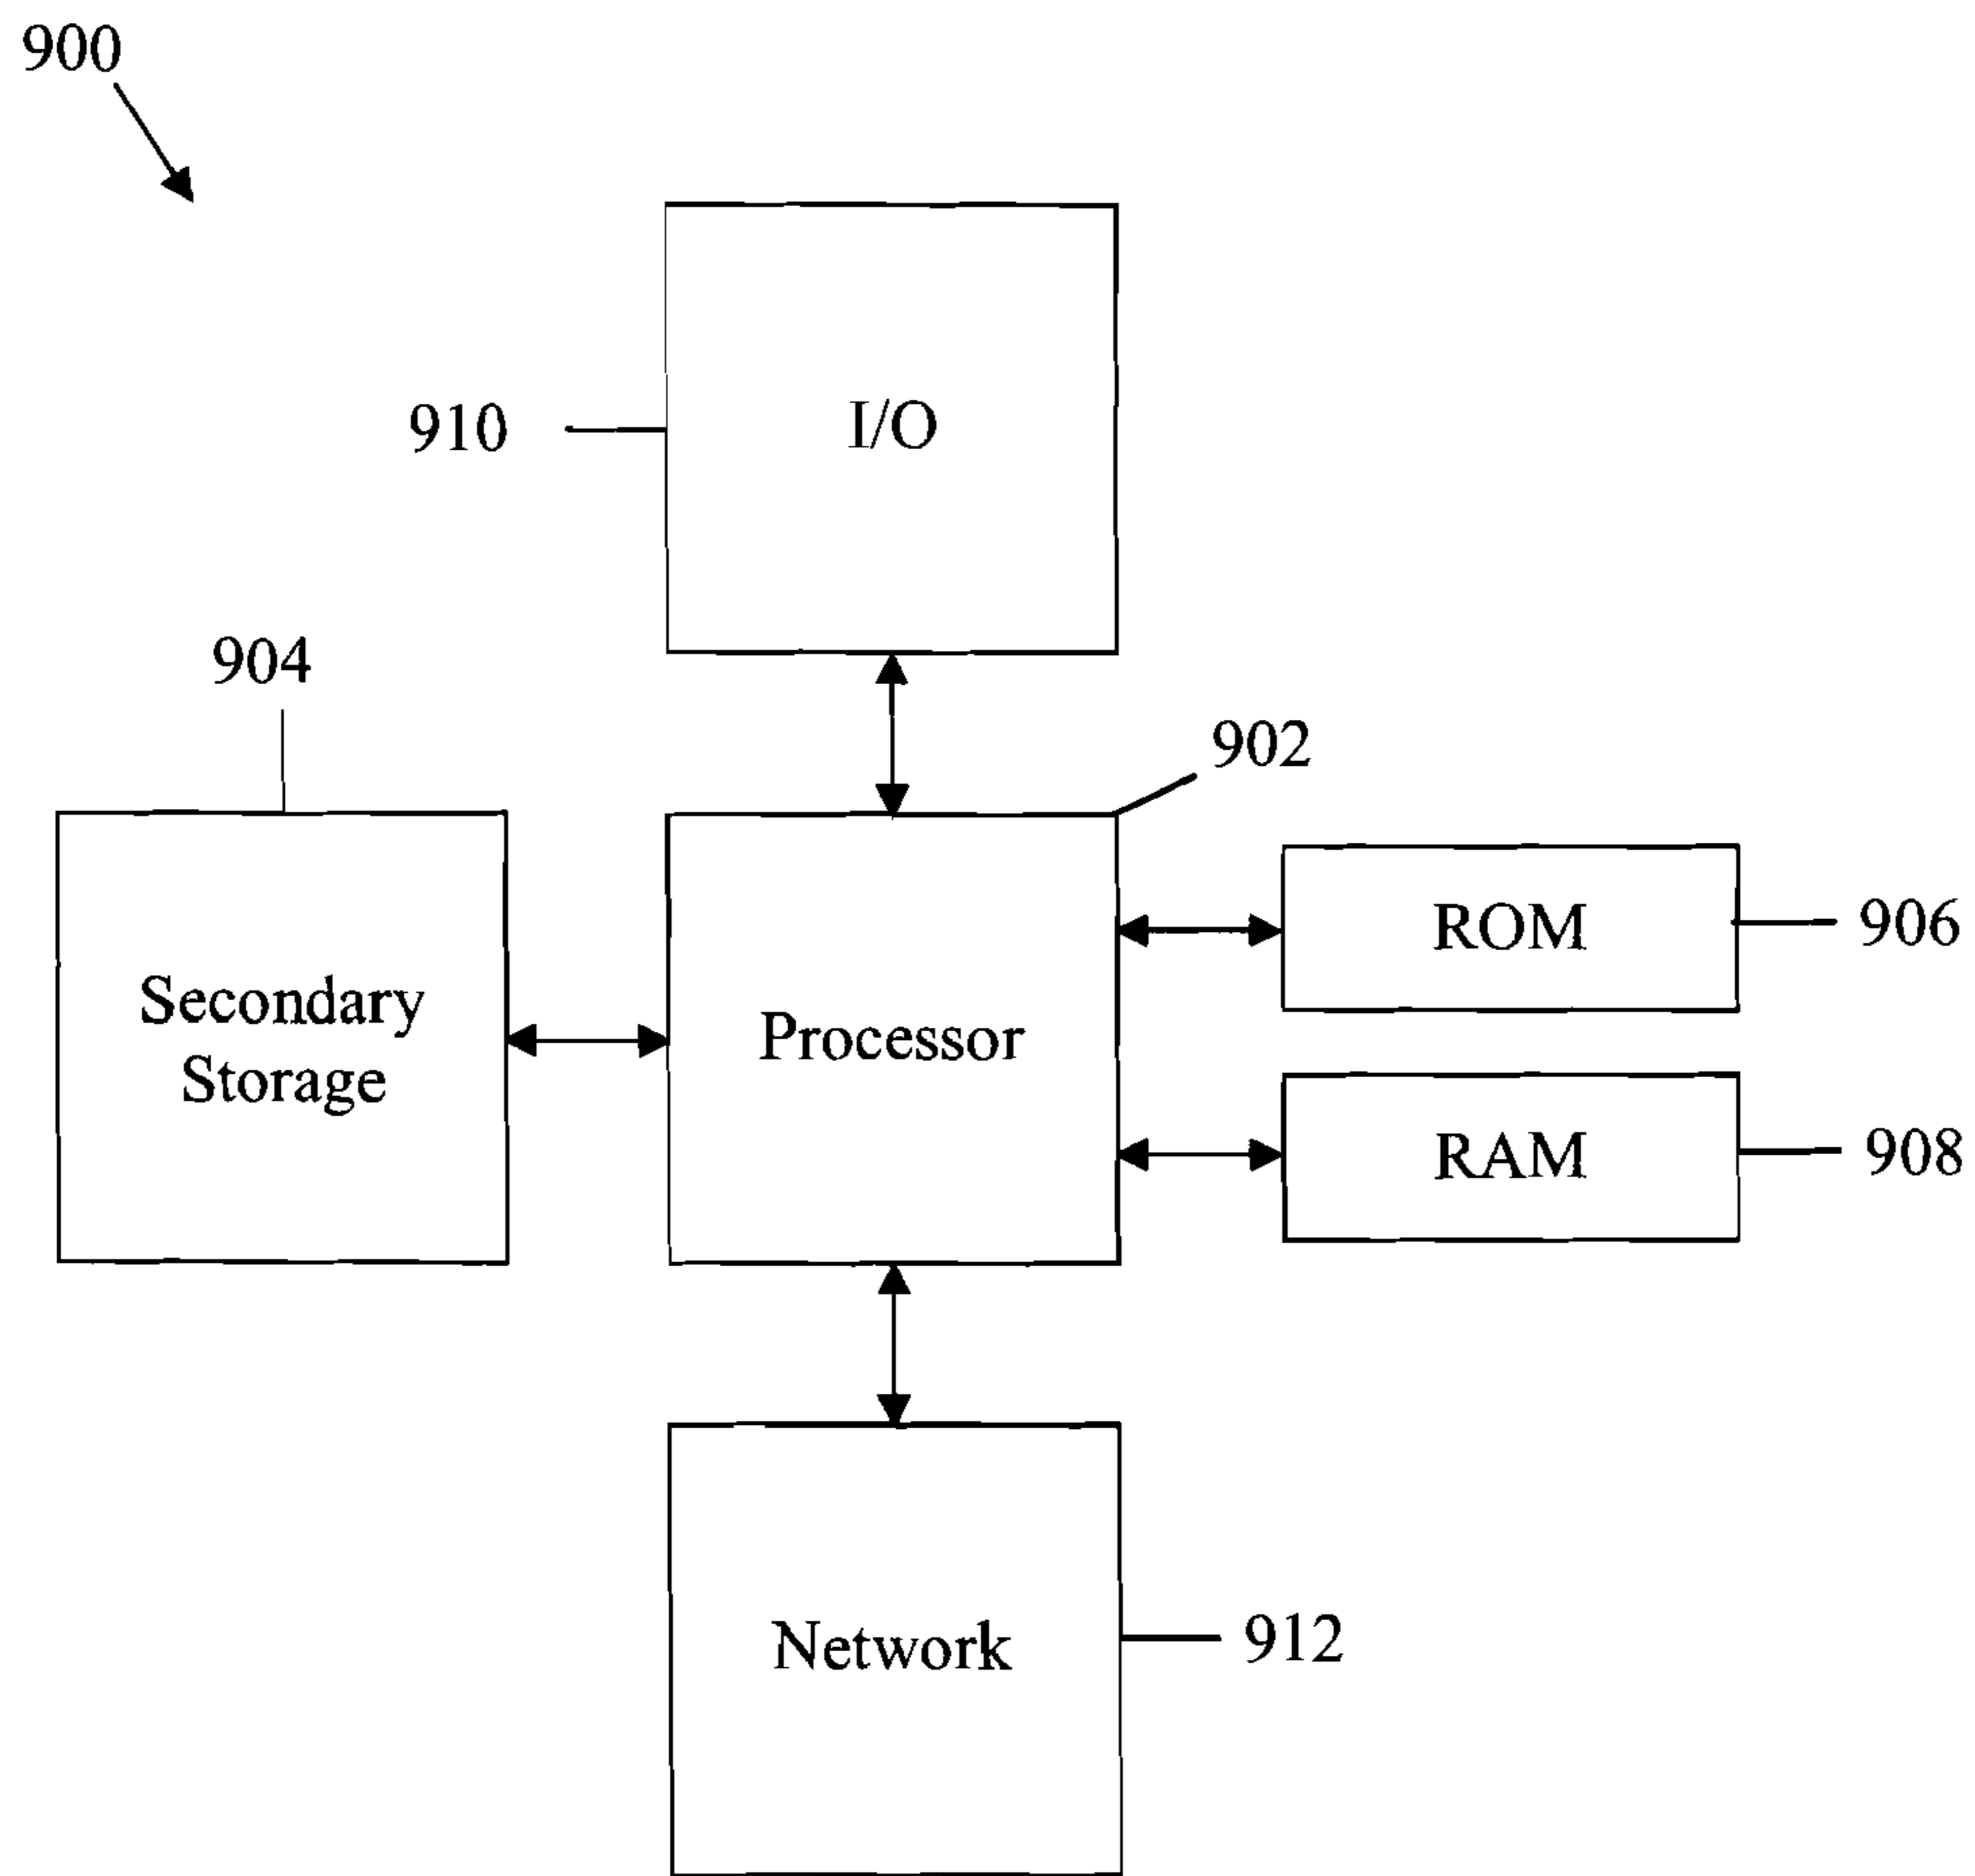 900
910
I/O
904
902
ROM
906
Secondary
Storage
Processor
RAM
908
Network
912